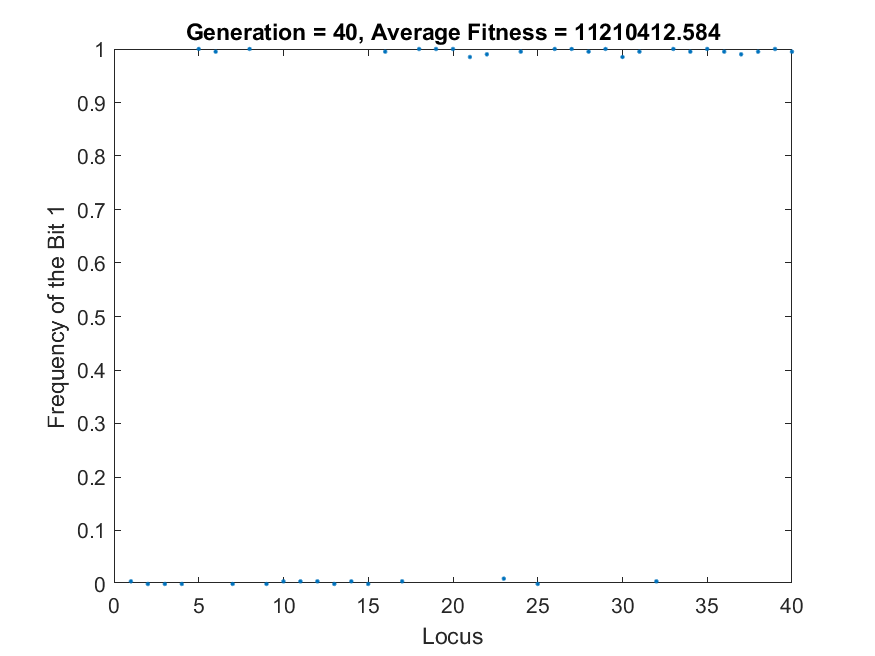 Generation = 40, Average Fitness = 11210412.584
1
0.9
0.8
0.7
0.6
0.5
0.4
0.3
0.2
0.1
0
Frequency of the Bit 1
0 5 10 15 20 25 30 35 40
Locus